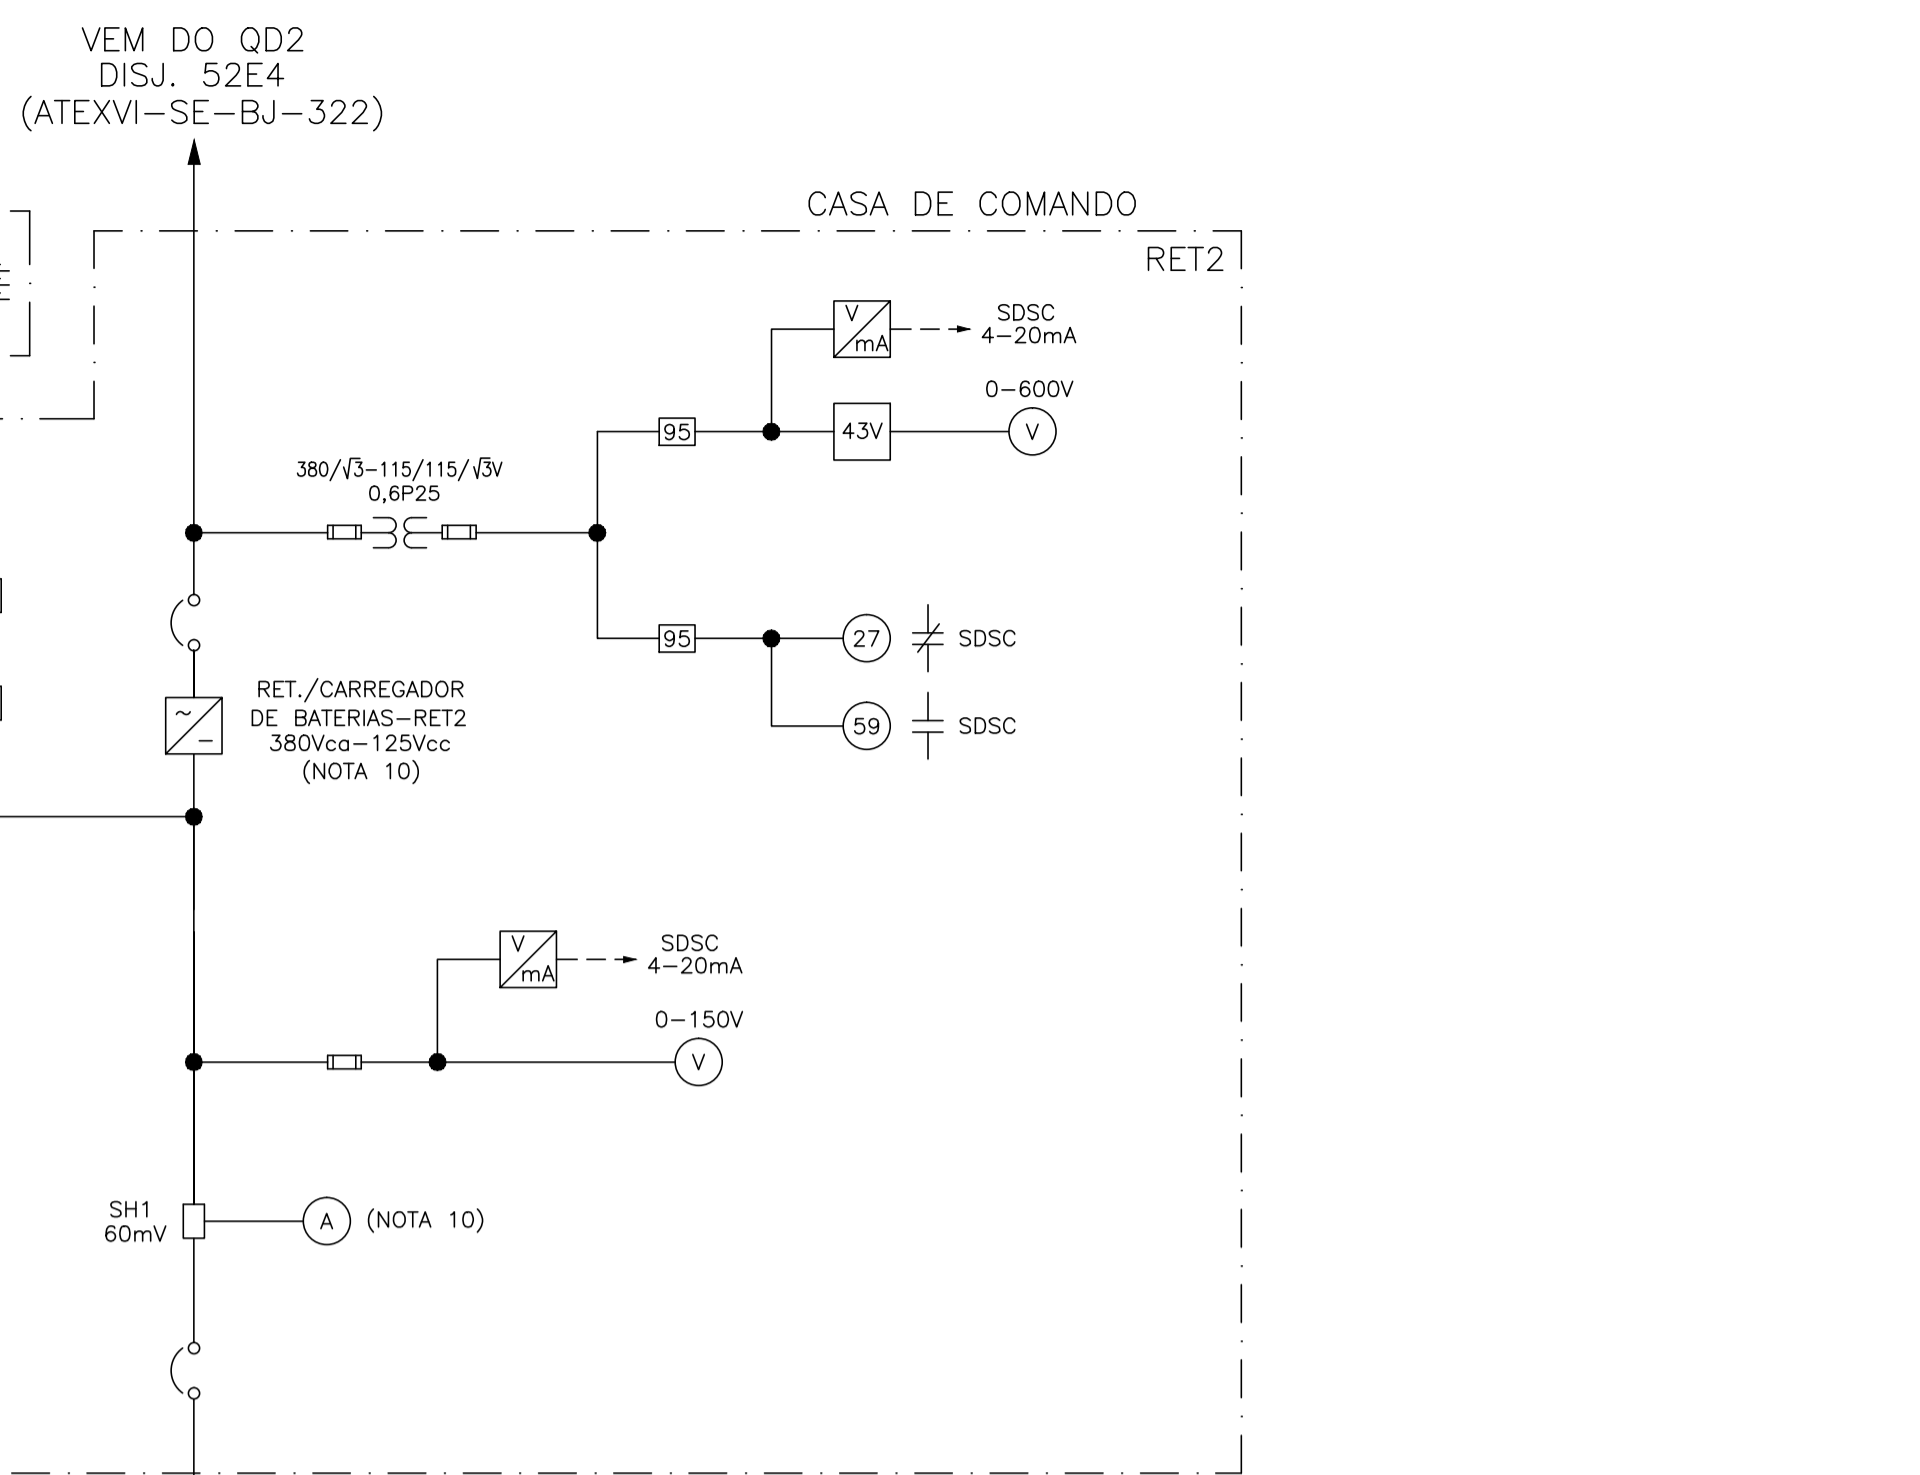 VEM DO QD2
DISJ. 52E4
(ATEXVI-SE-BJ-322)
CASA DE COMANDO
RET2
V
mA
SDSC
4-20mA
0-600V
95
43V
V
380/√3-115/115/√3V
0,6P25
95
27
SDSC
59
SDSC
RET./CARREGADOR
DE BATERIAS-RET2
380Vca-125Vcc
(NOTA 10)
~
–
V
mA
SDSC
4-20mA
0-150V
V
SH1
60mV
A
(NOTA 10)